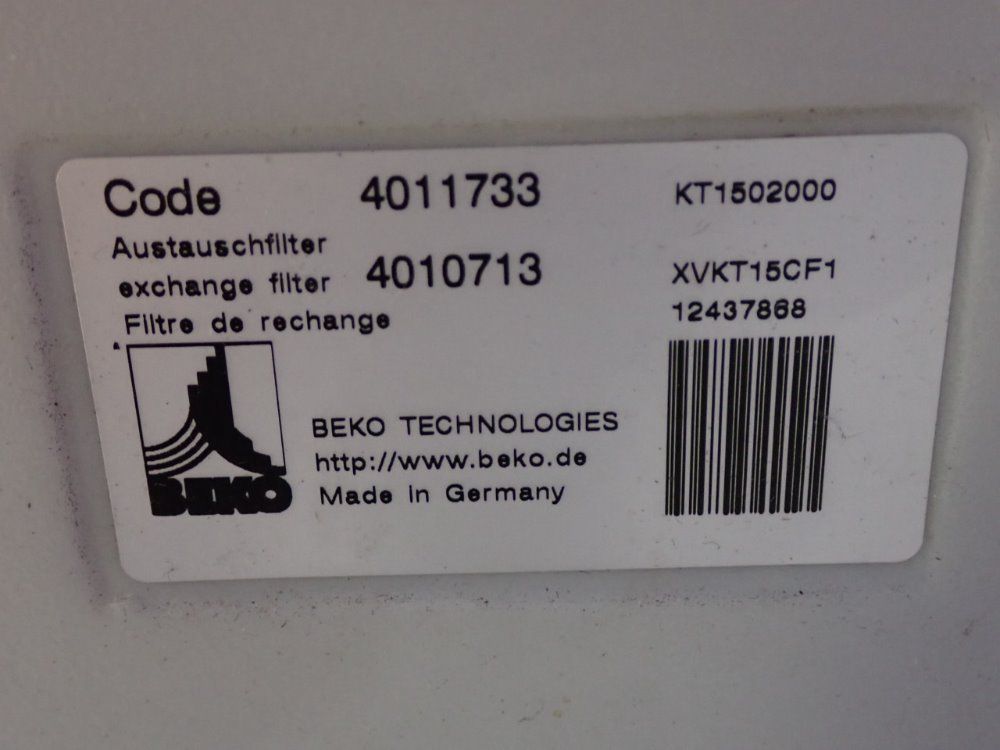 Code 4011733 KT1502000
Austauschfilter
exchange filter 4010713 XVKT15CF1
Filtre de rechange 12437868
BEKO TECHNOLOGIES
http://www.beko.de
BEKO Made in Germany